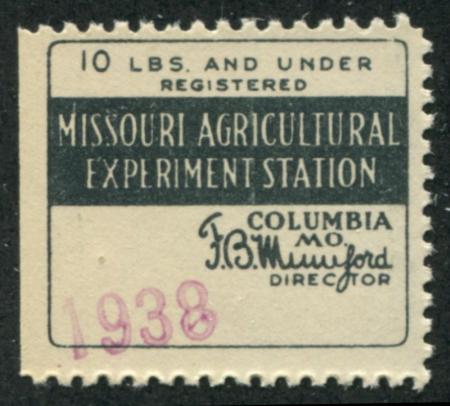 10 LBS. AND UNDER
REGISTERED
MISSOURI AGRICULTURAL
EXPERIMENT STATION
COLUMBIA
MO.
F.B. Mumford
DIRECTOR
1938